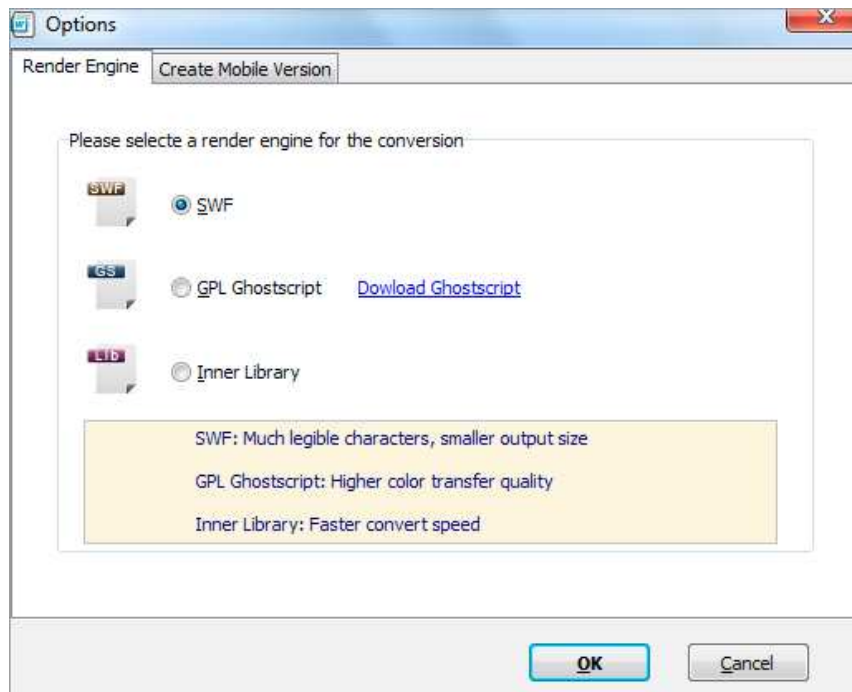 Options
Render Engine Create Mobile Version
Please selecte a render engine for the conversion
SWF SWF
GS GPL Ghostscript Dowload Ghostscript
Lib Inner Library
SWF: Much legible characters, smaller output size
GPL Ghostscript: Higher color transfer quality
Inner Library: Faster convert speed
OK Cancel